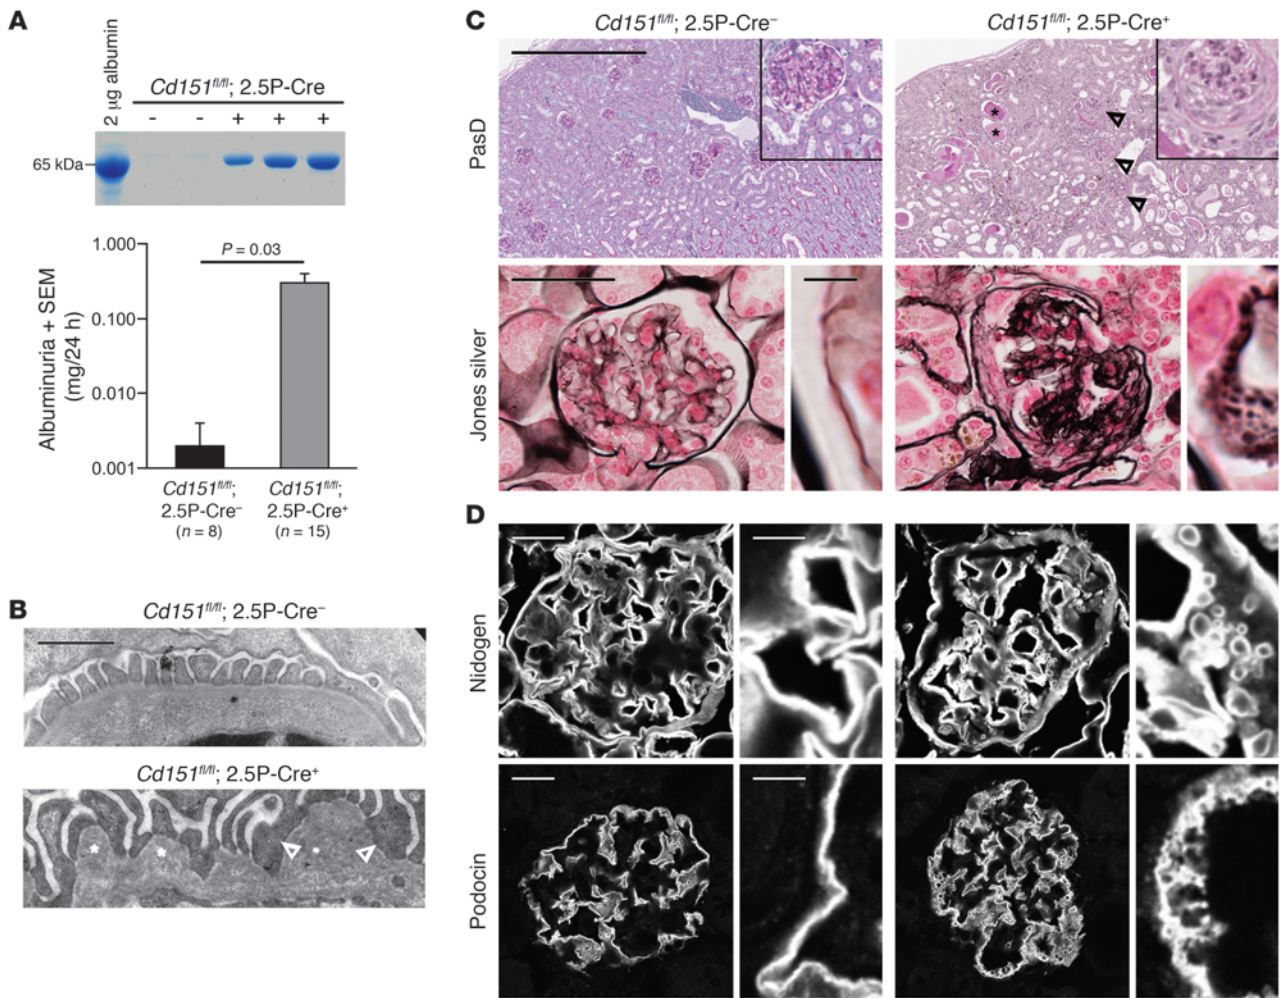 A
2 µg albumin
Cd151fl/fl; 2.5P-Cre
- - + + +
65 kDa
Albuminuria + SEM
(mg/24 h)
1.000
0.100
0.010
0.001
P = 0.03
Cd151fl/fl;
2.5P-Cre–
(n = 8)
Cd151fl/fl;
2.5P-Cre+
(n = 15)
B
Cd151fl/fl; 2.5P-Cre–
Cd151fl/fl; 2.5P-Cre+
* *
*
C
Cd151fl/fl; 2.5P-Cre–
Cd151fl/fl; 2.5P-Cre+
PasD
*
*
Jones silver
D
Nidogen
Podocin